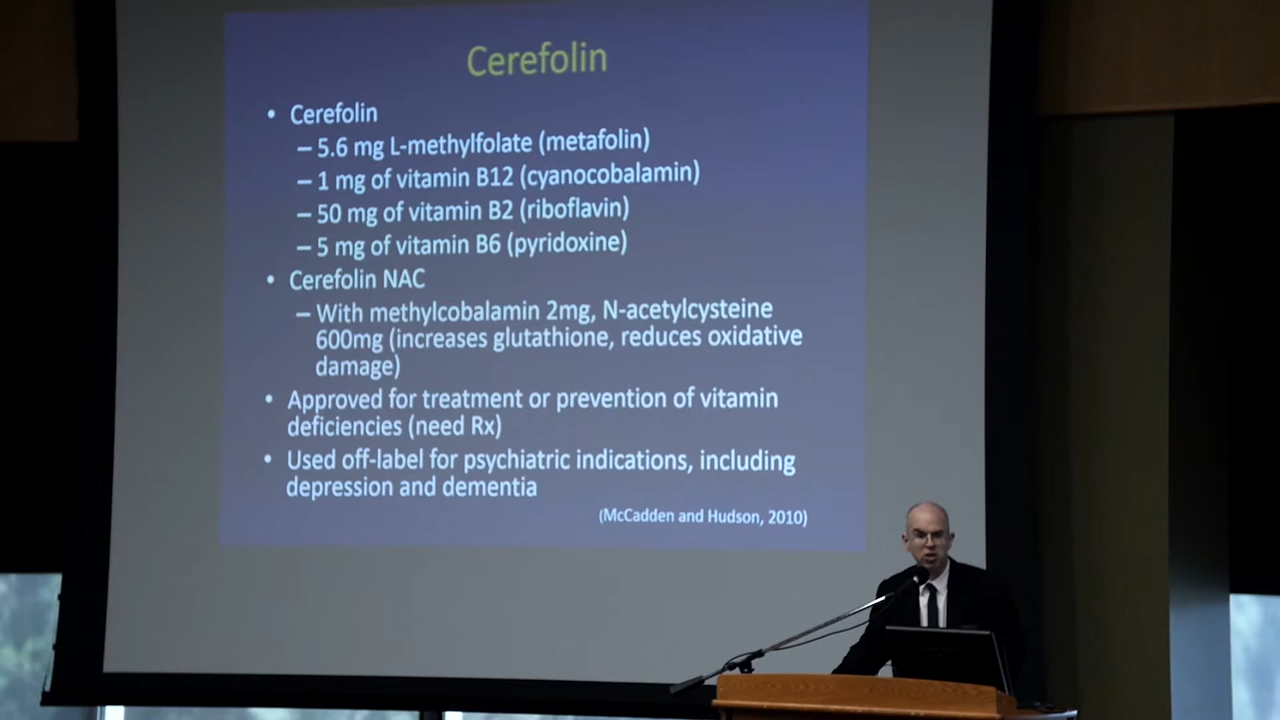 Cerefolin
• Cerefolin
– 5.6 mg L-methylfolate (metafolin)
– 1 mg of vitamin B12 (cyanocobalamin)
– 50 mg of vitamin B2 (riboflavin)
– 5 mg of vitamin B6 (pyridoxine)
• Cerefolin NAC
– With methylcobalamin 2mg, N-acetylcysteine
600mg (increases glutathione, reduces oxidative
damage)
• Approved for treatment or prevention of vitamin
deficiencies (need Rx)
• Used off-label for psychiatric indications, including
depression and dementia
(McCadden and Hudson, 2010)